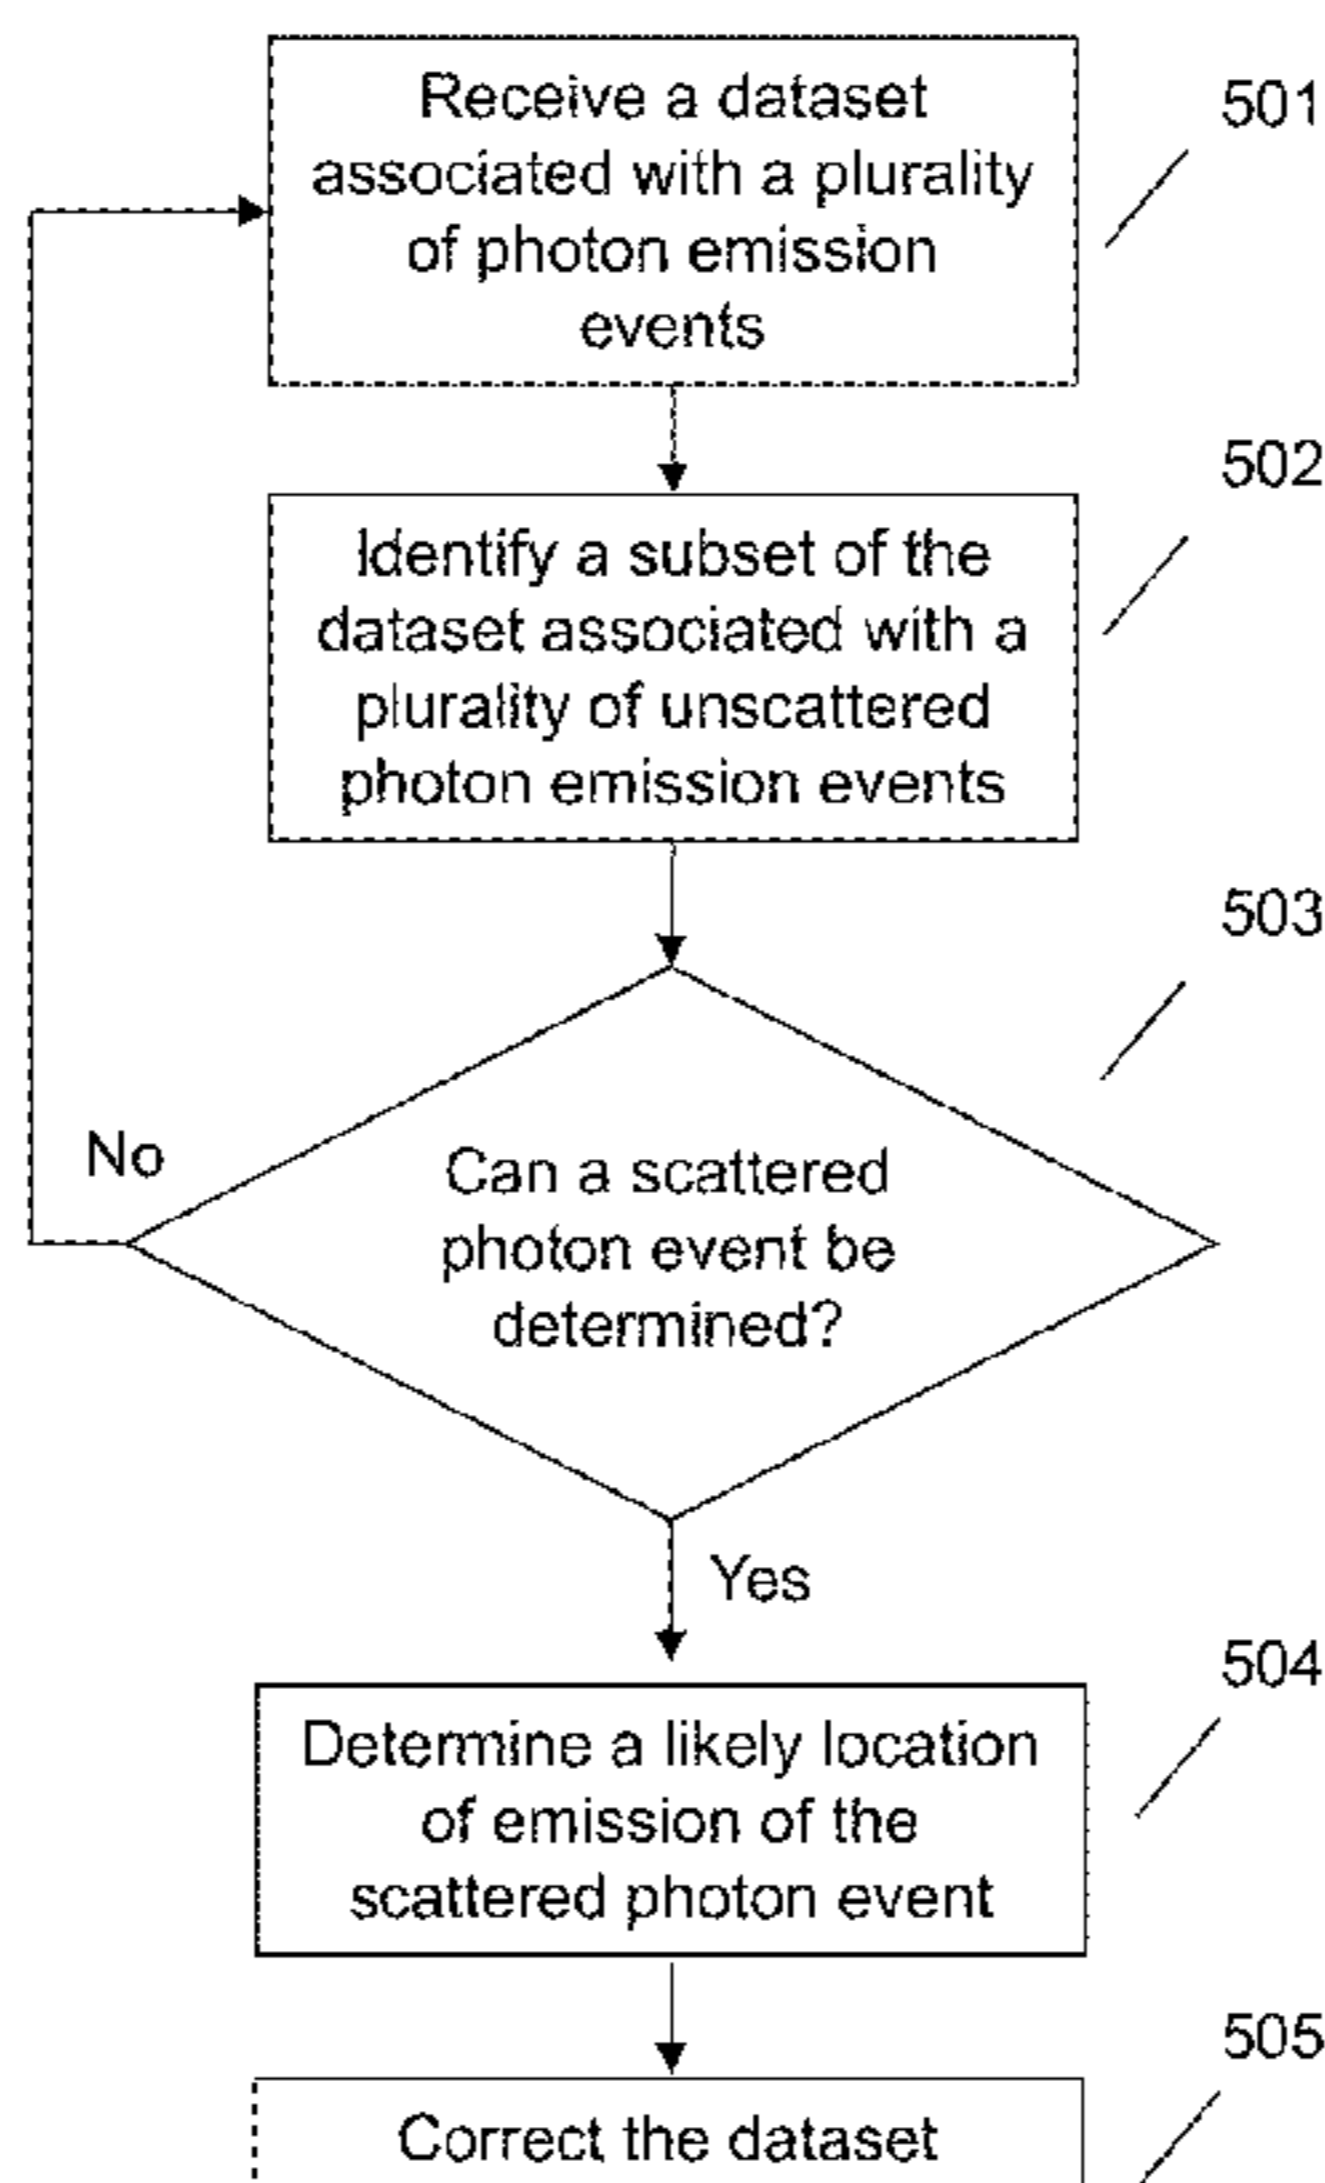 Receive a dataset
associated with a plurality
of photon emission
events
501
Identify a subset of the
dataset associated with a
plurality of unscattered
photon emission events
502
503
Can a scattered
photon event be
determined?
No
Yes
504
Determine a likely location
of emission of the
scattered photon event
505
Correct the dataset